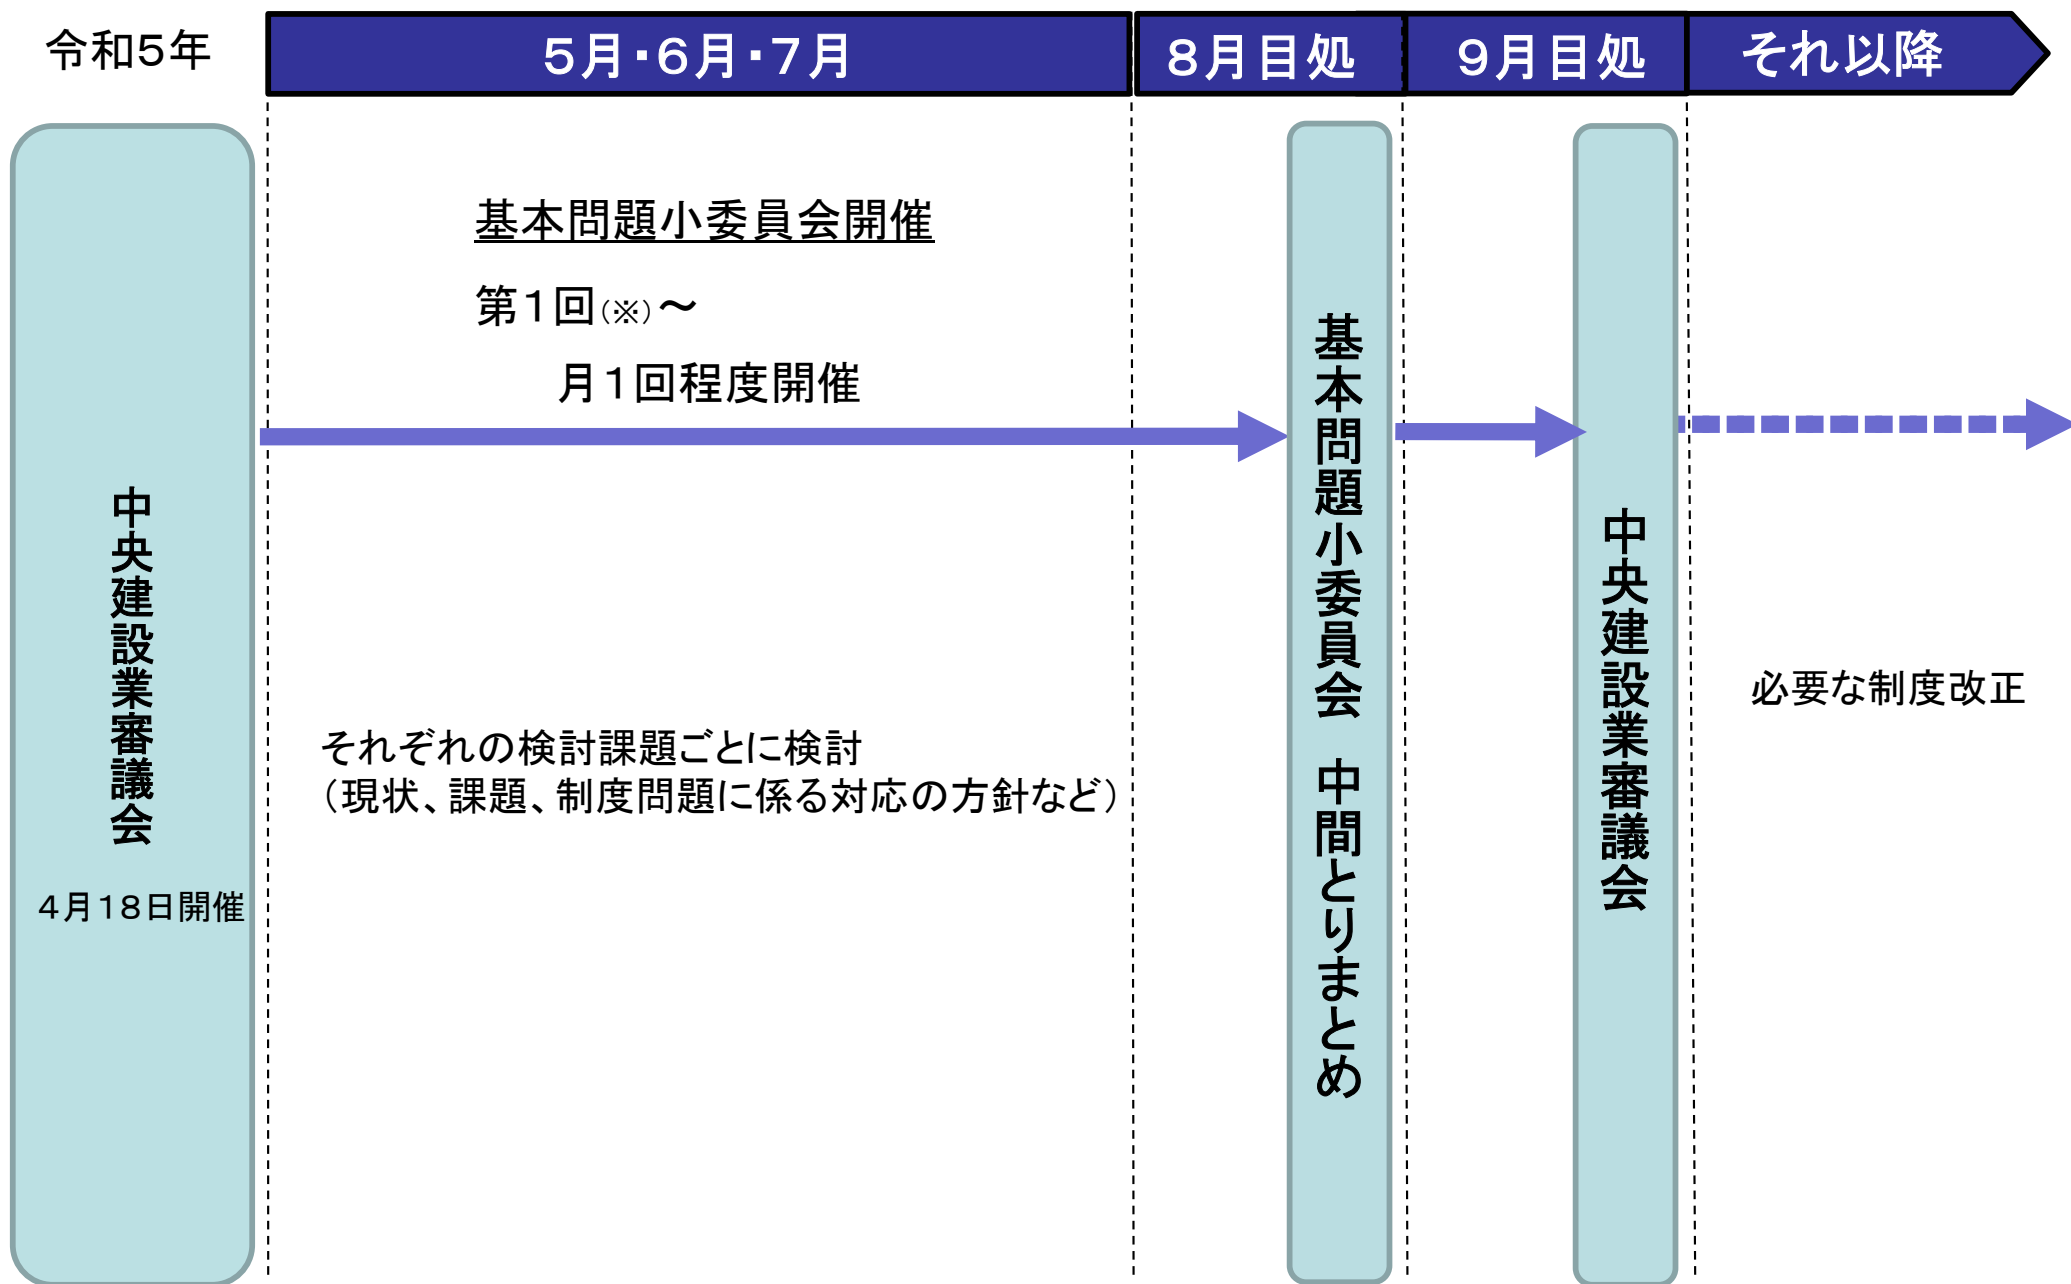 令和5年
5月・6月・7月
8月目処
9月目処
それ以降
中央建設業審議会
4月18日開催
基本問題小委員会開催
第1回(※)～
月1回程度開催
それぞれの検討課題ごとに検討
（現状、課題、制度問題に係る対応の方針など）
基本問題小委員会　中間とりまとめ
中央建設業審議会
必要な制度改正